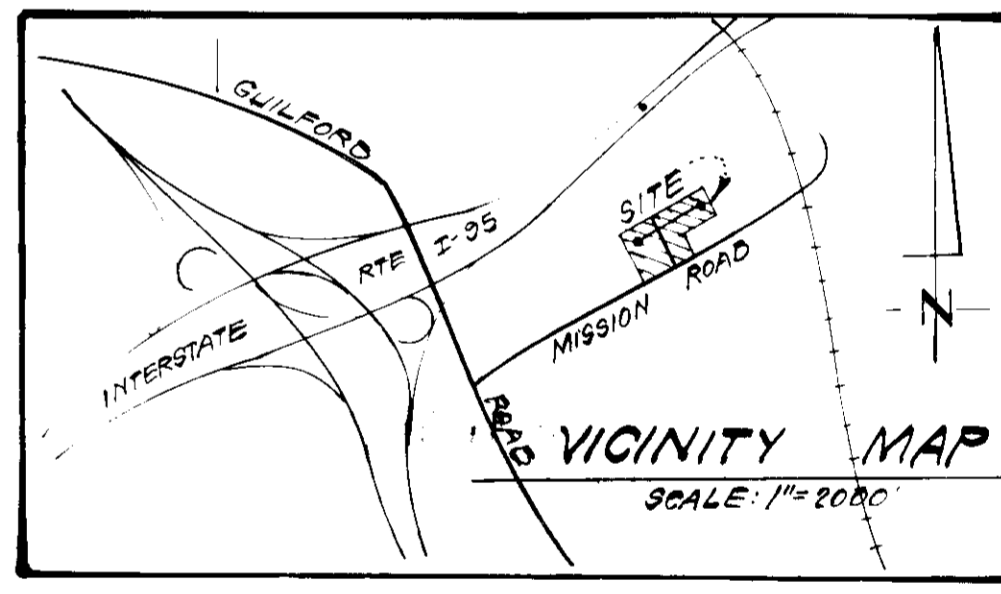 GUILFORD
ROAD
INTERSTATE RTE I-95
SITE
MISSION ROAD
N
VICINITY MAP
SCALE: 1"=2000'